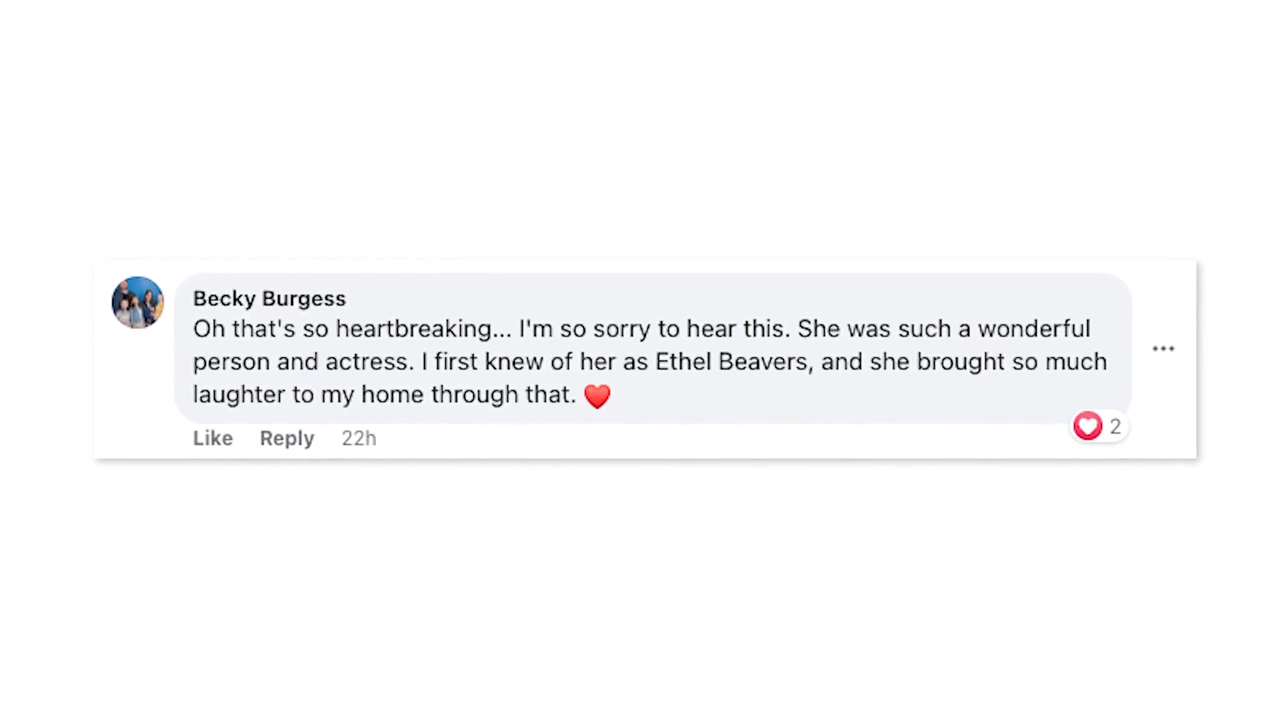 Becky Burgess
Oh that's so heartbreaking... I'm so sorry to hear this. She was such a wonderful
person and actress. I first knew of her as Ethel Beavers, and she brought so much
laughter to my home through that. ❤️
Like Reply 22h
2